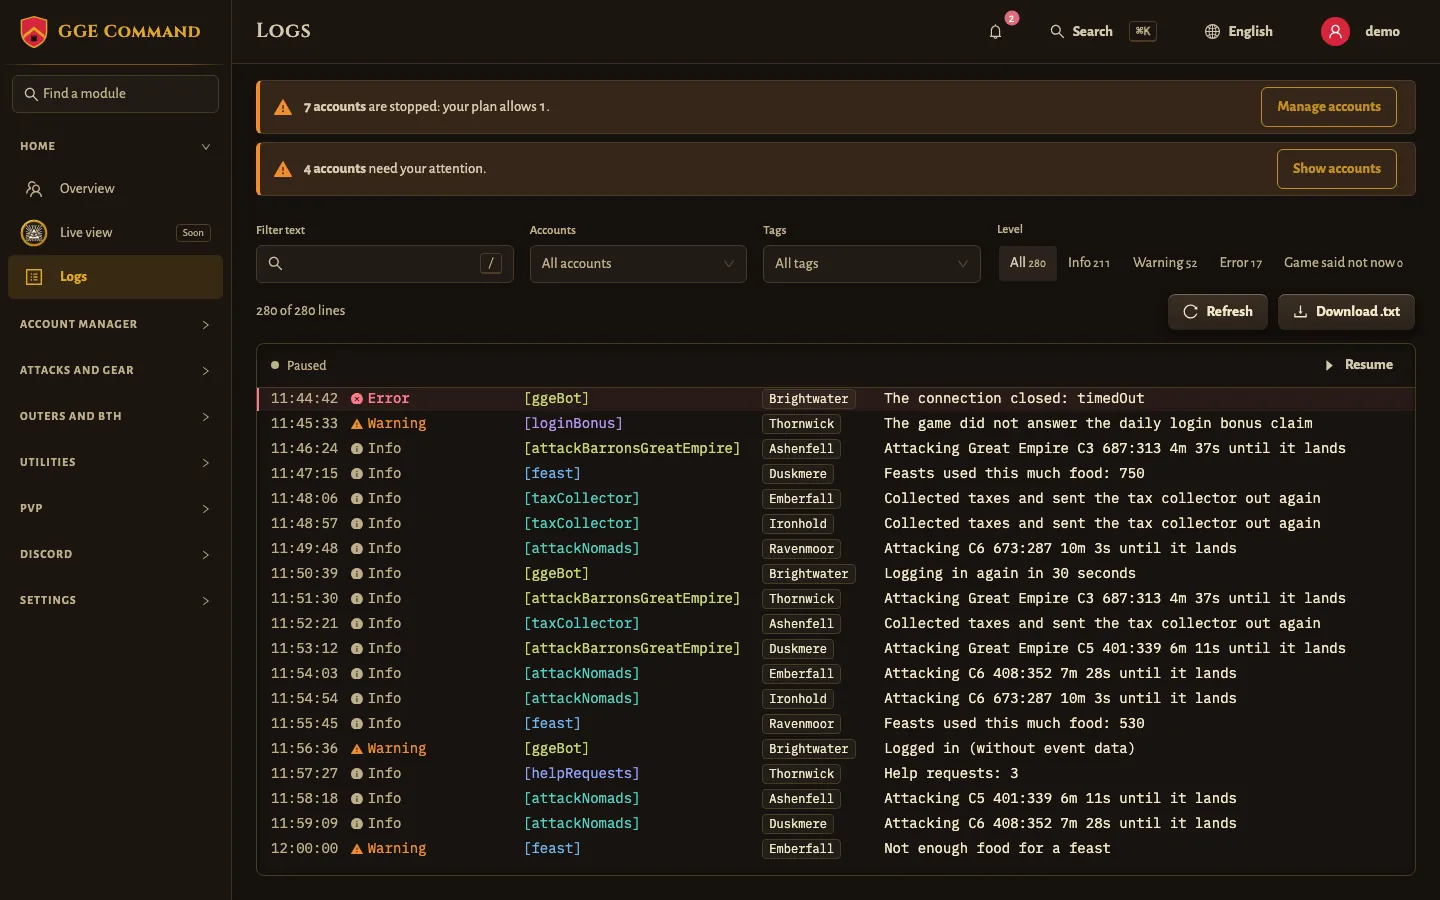 GGE Command
Logs
2
Search ⌘K
English
demo
Find a module
HOME
Overview
Live view Soon
Logs
ACCOUNT MANAGER
ATTACKS AND GEAR
OUTERS AND BTH
UTILITIES
PVP
DISCORD
SETTINGS
7 accounts are stopped: your plan allows 1. Manage accounts
4 accounts need your attention. Show accounts
Filter text Accounts Tags Level
/ All accounts All tags All 280 Info 211 Warning 52 Error 17 Game said not now 0
280 of 280 lines Refresh Download .txt
Paused Resume
11:44:42 Error [ggeBot] Brightwater The connection closed: timedOut
11:45:33 Warning [loginBonus] Thornwick The game did not answer the daily login bonus claim
11:46:24 Info [attackBarronsGreatEmpire] Ashenfell Attacking Great Empire C3 687:313 4m 37s until it lands
11:47:15 Info [feast] Duskmere Feasts used this much food: 750
11:48:06 Info [taxCollector] Emberfall Collected taxes and sent the tax collector out again
11:48:57 Info [taxCollector] Ironhold Collected taxes and sent the tax collector out again
11:49:48 Info [attackNomads] Ravenmoor Attacking C6 673:287 10m 3s until it lands
11:50:39 Info [ggeBot] Brightwater Logging in again in 30 seconds
11:51:30 Info [attackBarronsGreatEmpire] Thornwick Attacking Great Empire C3 687:313 4m 37s until it lands
11:52:21 Info [taxCollector] Ashenfell Collected taxes and sent the tax collector out again
11:53:12 Info [attackBarronsGreatEmpire] Duskmere Attacking Great Empire C5 401:339 6m 11s until it lands
11:54:03 Info [attackNomads] Emberfall Attacking C6 408:352 7m 28s until it lands
11:54:54 Info [attackNomads] Ironhold Attacking C6 673:287 10m 3s until it lands
11:55:45 Info [feast] Ravenmoor Feasts used this much food: 530
11:56:36 Warning [ggeBot] Brightwater Logged in (without event data)
11:57:27 Info [helpRequests] Thornwick Help requests: 3
11:58:18 Info [attackNomads] Ashenfell Attacking C5 401:339 6m 11s until it lands
11:59:09 Info [attackNomads] Duskmere Attacking C6 408:352 7m 28s until it lands
12:00:00 Warning [feast] Emberfall Not enough food for a feast